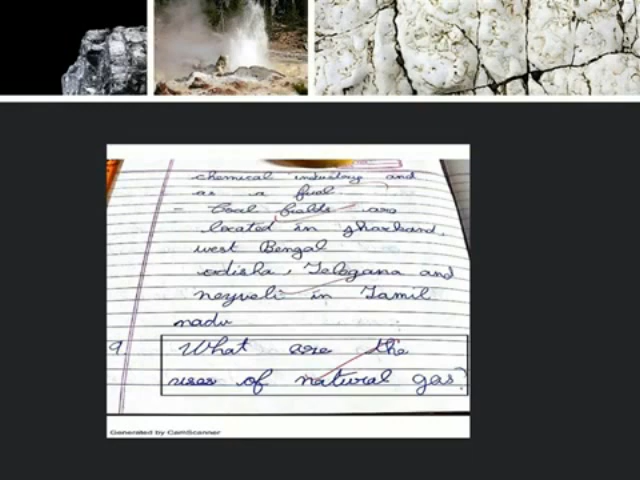 chemical industry and
as a fuel
- Coal fields are
located in Jharkand,
west Bengal
odisha, Telogana and
neyveli in Tamil
nadu
9. What are the
uses of natural gas?
Generated by CamScanner